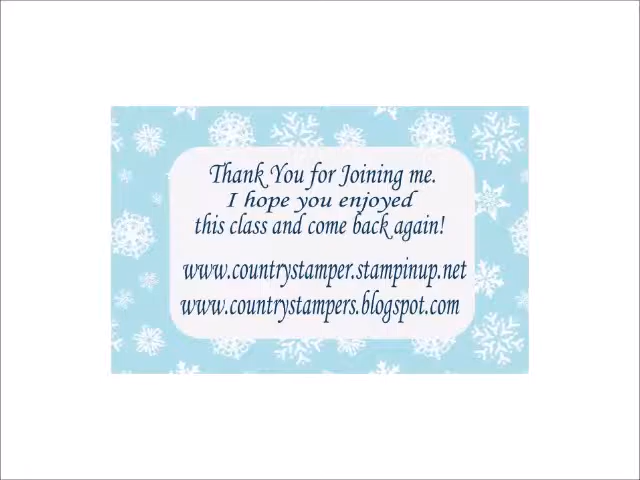 Thank You for Joining me.
I hope you enjoyed
this class and come back again!
www.countrystamper.stampinup.net
www.countrystampers.blogspot.com